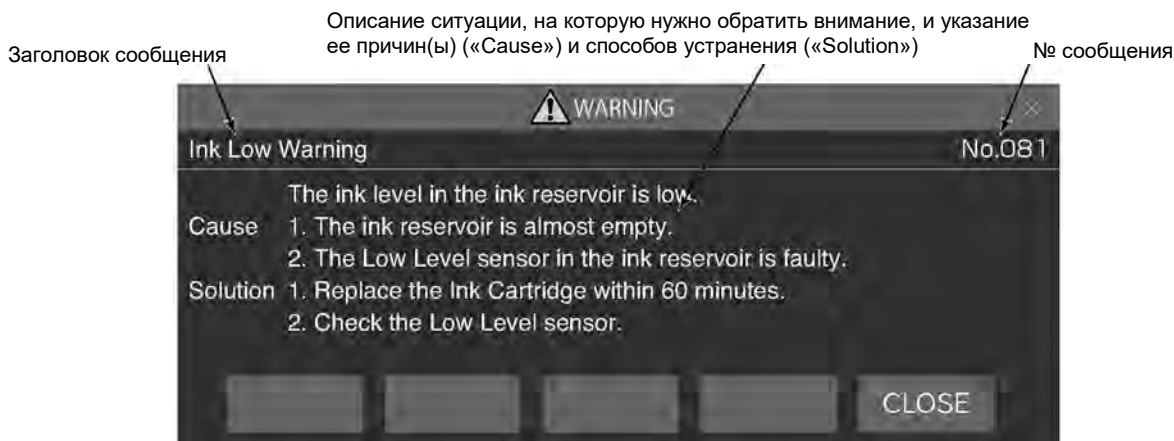 Описание ситуации, на которую нужно обратить внимание, и указание
ее причин(ы) («Cause») и способов устранения («Solution»)
Заголовок сообщения
№ сообщения
WARNING
Ink Low Warning
No.081
The ink level in the ink reservoir is low.
Cause 1. The ink reservoir is almost empty.
2. The Low Level sensor in the ink reservoir is faulty.
Solution 1. Replace the Ink Cartridge within 60 minutes.
2. Check the Low Level sensor.
CLOSE